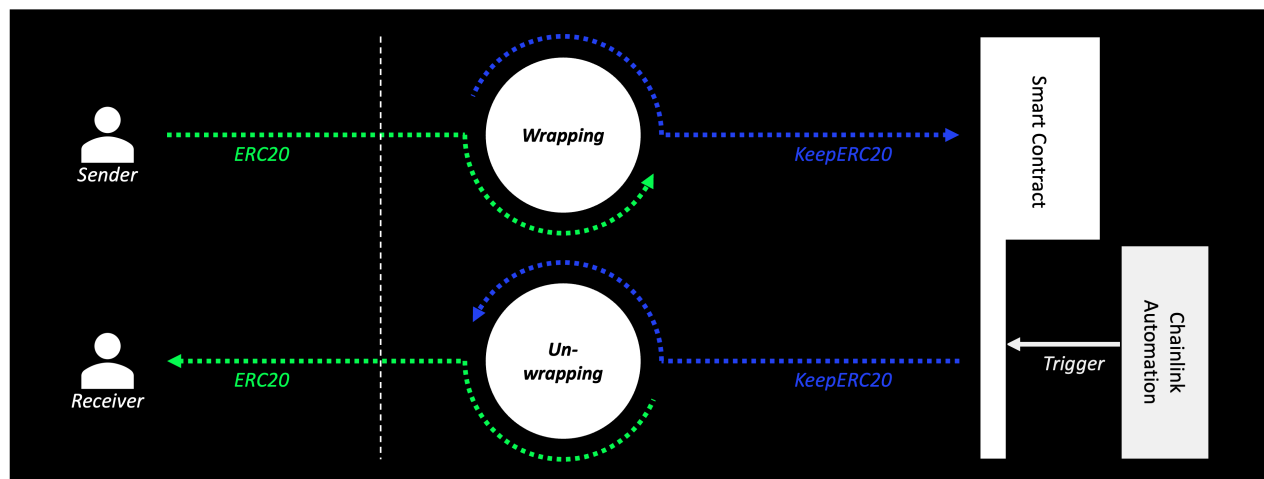 Sender
ERC20
Wrapping
KeepERC20
Smart Contract
Receiver
ERC20
Un-
wrapping
KeepERC20
Trigger
Chainlink
Automation